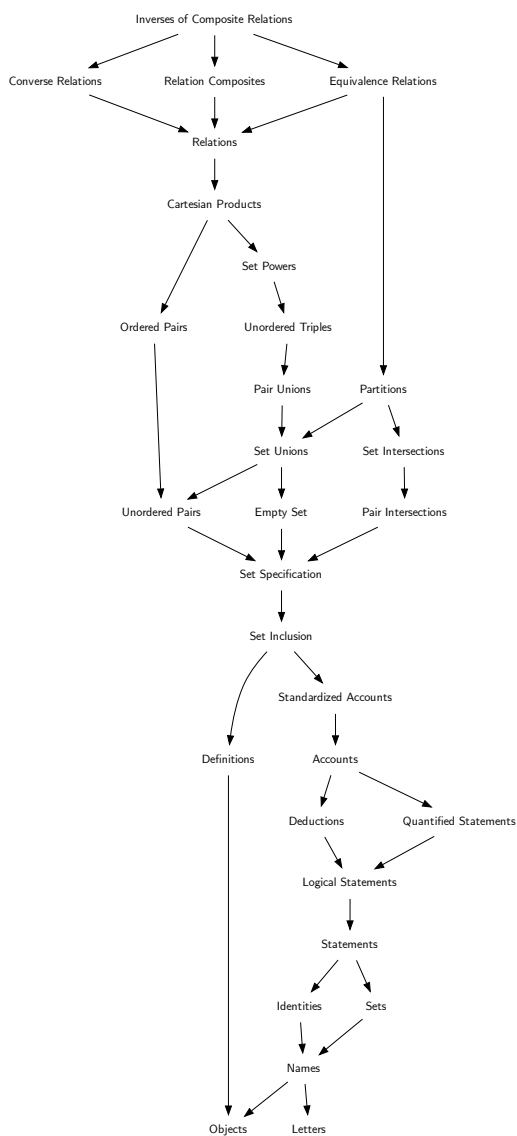 Inverses of Composite Relations
Converse Relations
Relation Composites
Equivalence Relations
Relations
Cartesian Products
Set Powers
Ordered Pairs
Unordered Triples
Pair Unions
Partitions
Set Unions
Set Intersections
Unordered Pairs
Empty Set
Pair Intersections
Set Specification
Set Inclusion
Standardized Accounts
Definitions
Accounts
Deductions
Quantified Statements
Logical Statements
Statements
Identities
Sets
Names
Objects
Letters